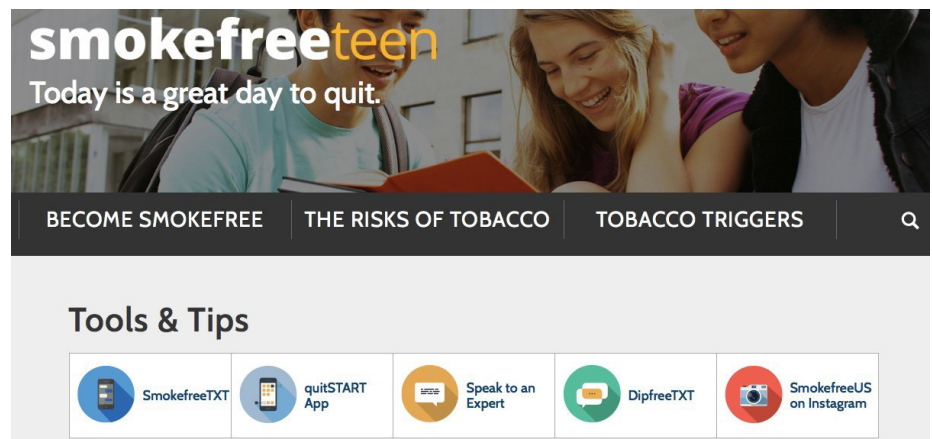 smokefreeteen
Today is a great day to quit.
BECOME SMOKEFREE THE RISKS OF TOBACCO TOBACCO TRIGGERS
Tools & Tips
SmokefreeTXT
quitSTART
App
Speak to an
Expert
DipfreeTXT
SmokefreeUS
on Instagram